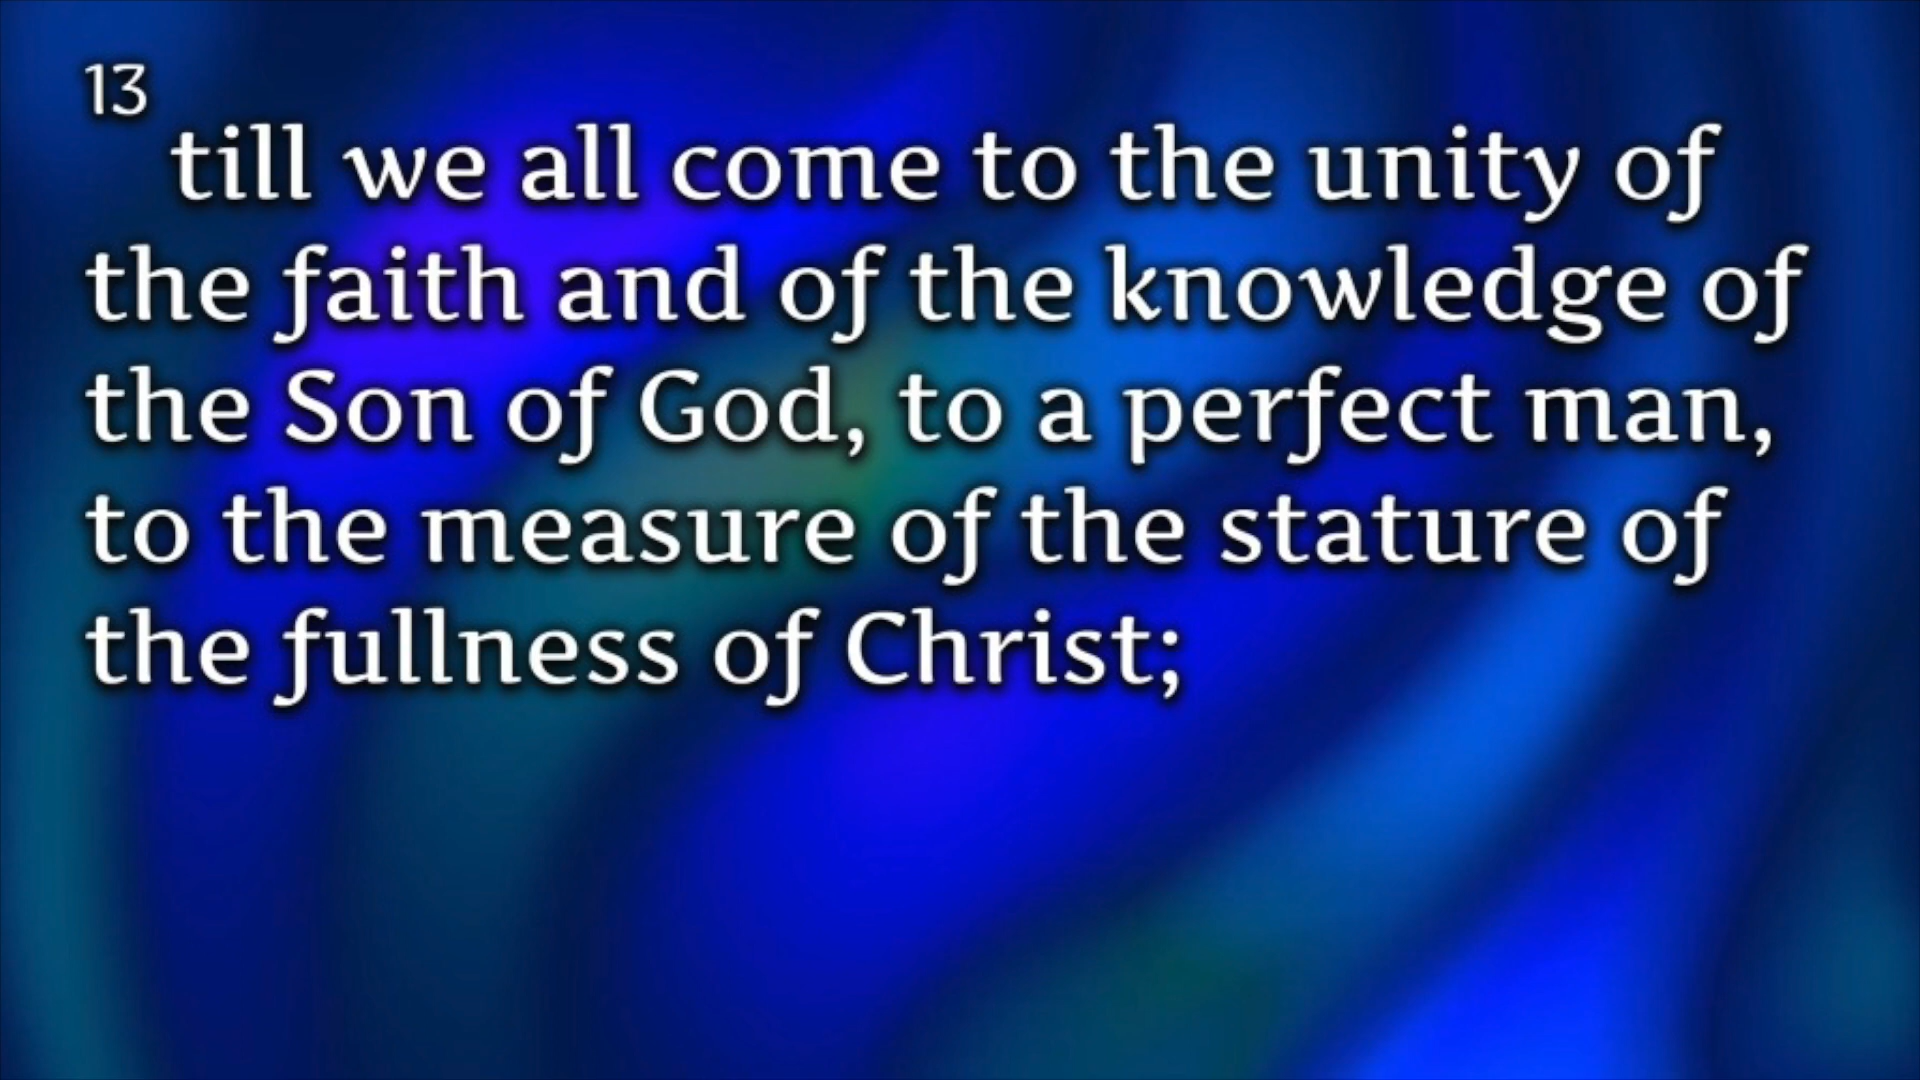 13
till we all come to the unity of
the faith and of the knowledge of
the Son of God, to a perfect man,
to the measure of the stature of
the fullness of Christ;